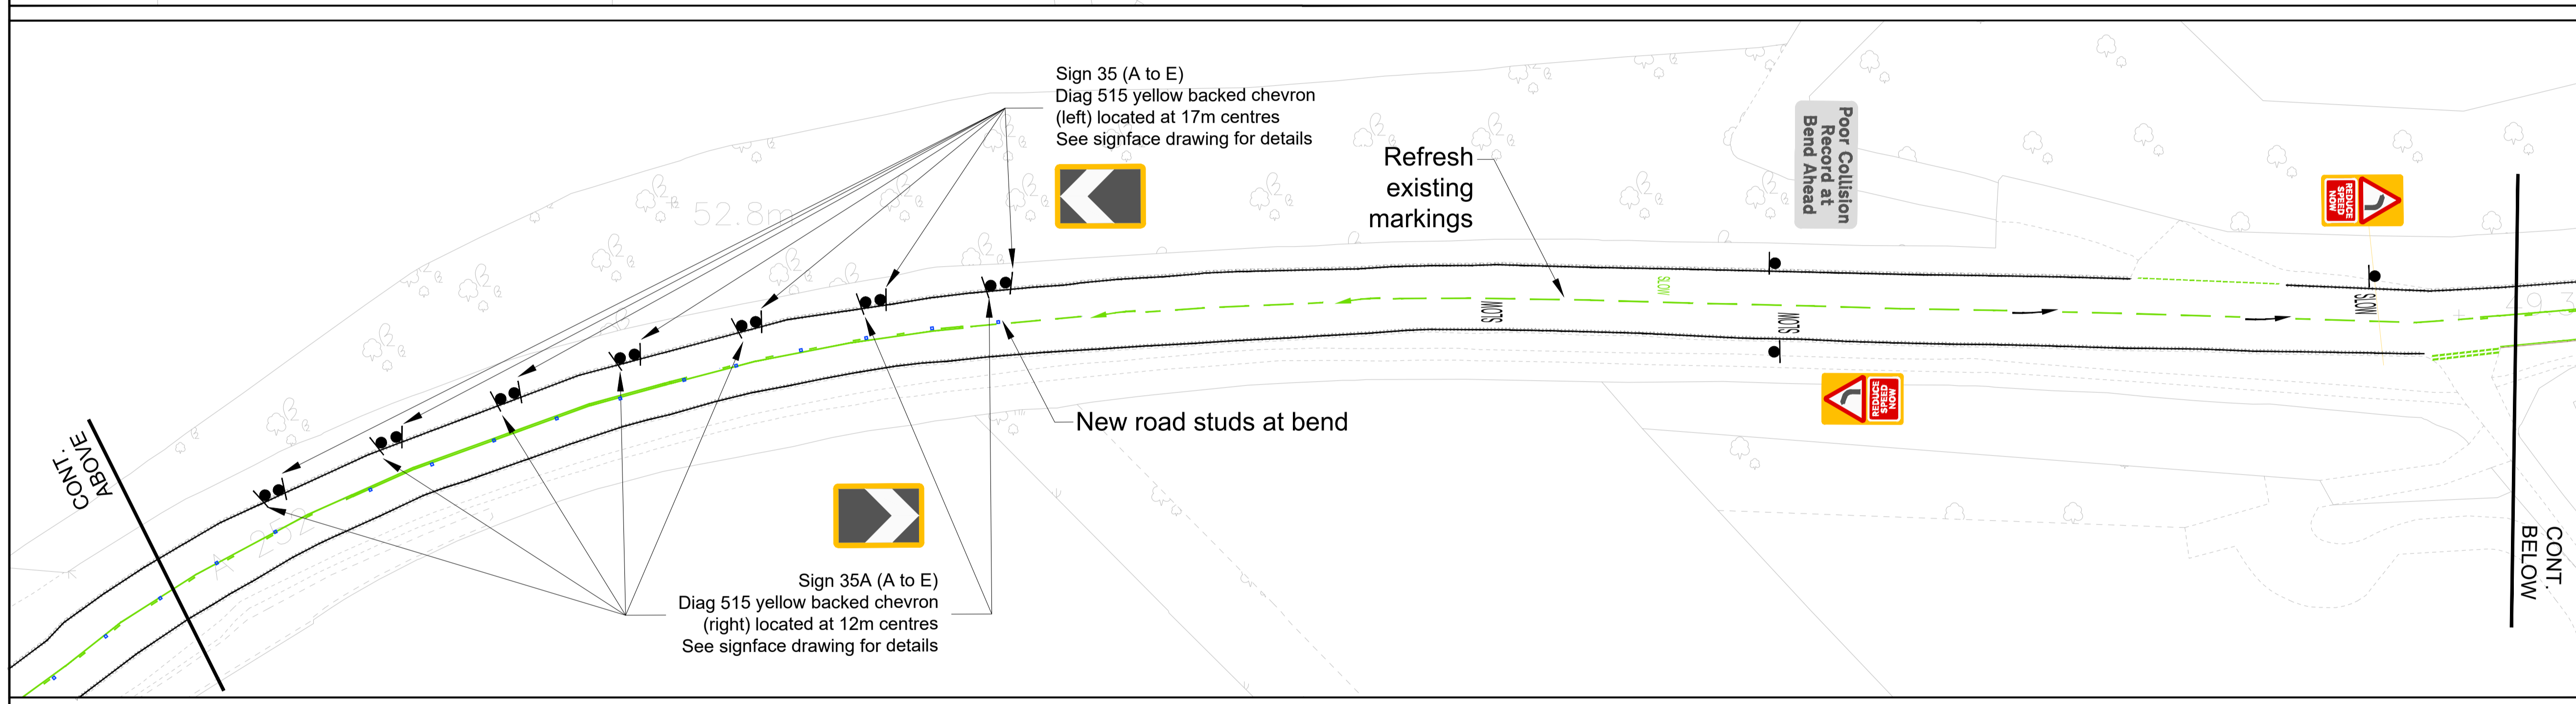 Sign 35 (A to E)
Diag 515 yellow backed chevron
(left) located at 17m centres
See signface drawing for details
Refresh
existing
markings
Poor Collision
Record at
Bend Ahead
REDUCE
SPEED
NOW
52.8m
SLOW
SLOW
SLOW
SLOW
REDUCE
SPEED
NOW
New road studs at bend
CONT.
ABOVE
A 252
Sign 35A (A to E)
Diag 515 yellow backed chevron
(right) located at 12m centres
See signface drawing for details
CONT.
BELOW